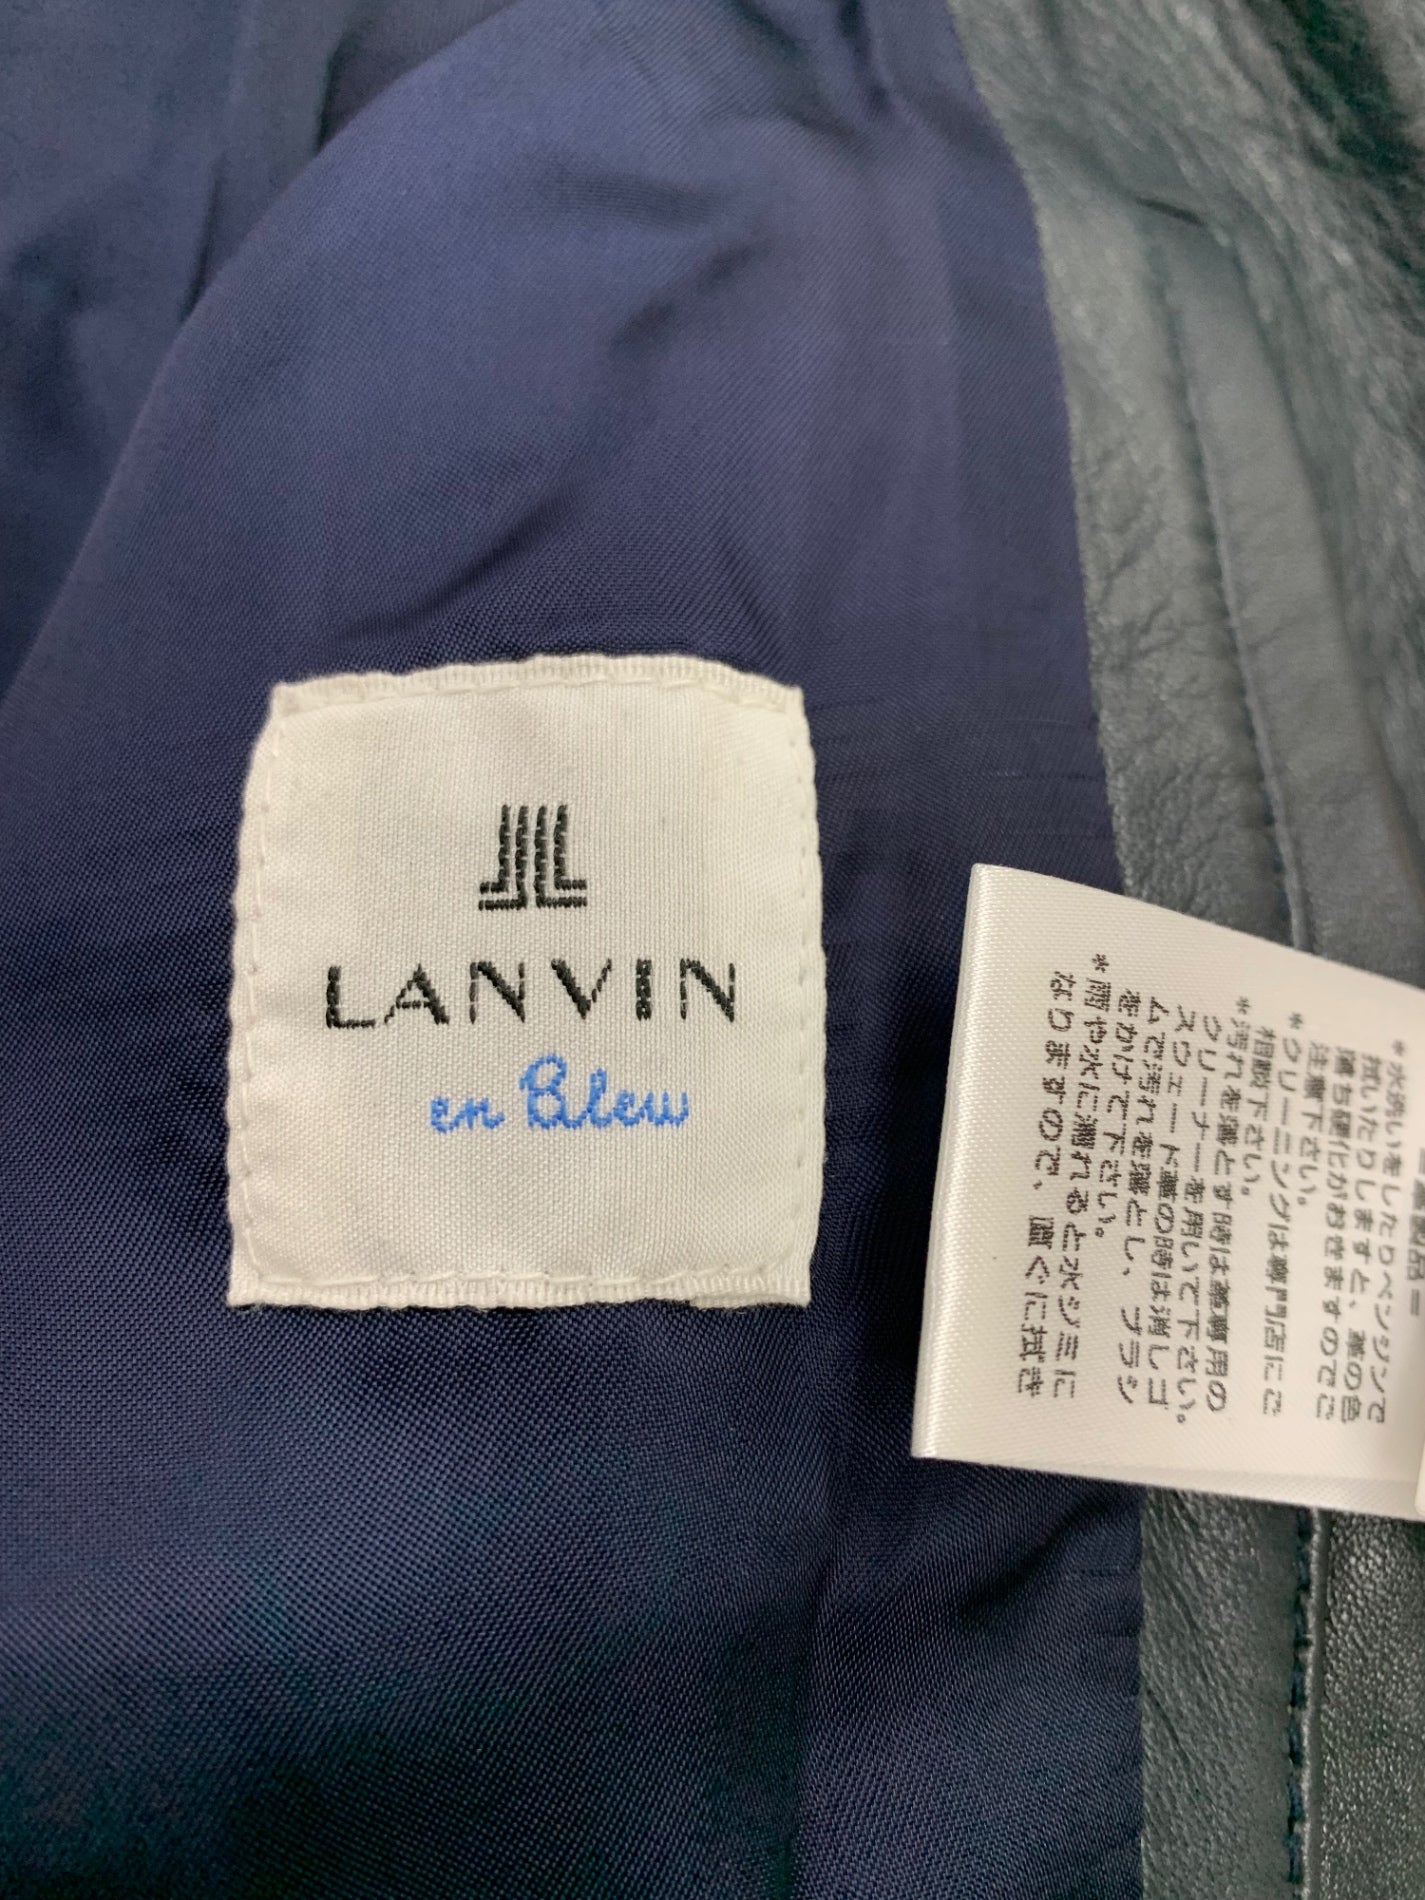 LANVIN
en Bleu
革製品=
*水洗いをしたりベンジンで
拭いたりしますと、革の色
落ち硬化がおきますのでご
注意下さい。
*クリーニングは専門店にご
相談下さい。
*汚れを落とす時は革専用の
クリーナーを用いて下さい。
スウェード革の時は消しゴ
ムで汚れを落とし、ブラシ
をかけて下さい。
*雨や水に濡れると水ジミに
なりますので、直ぐに拭き